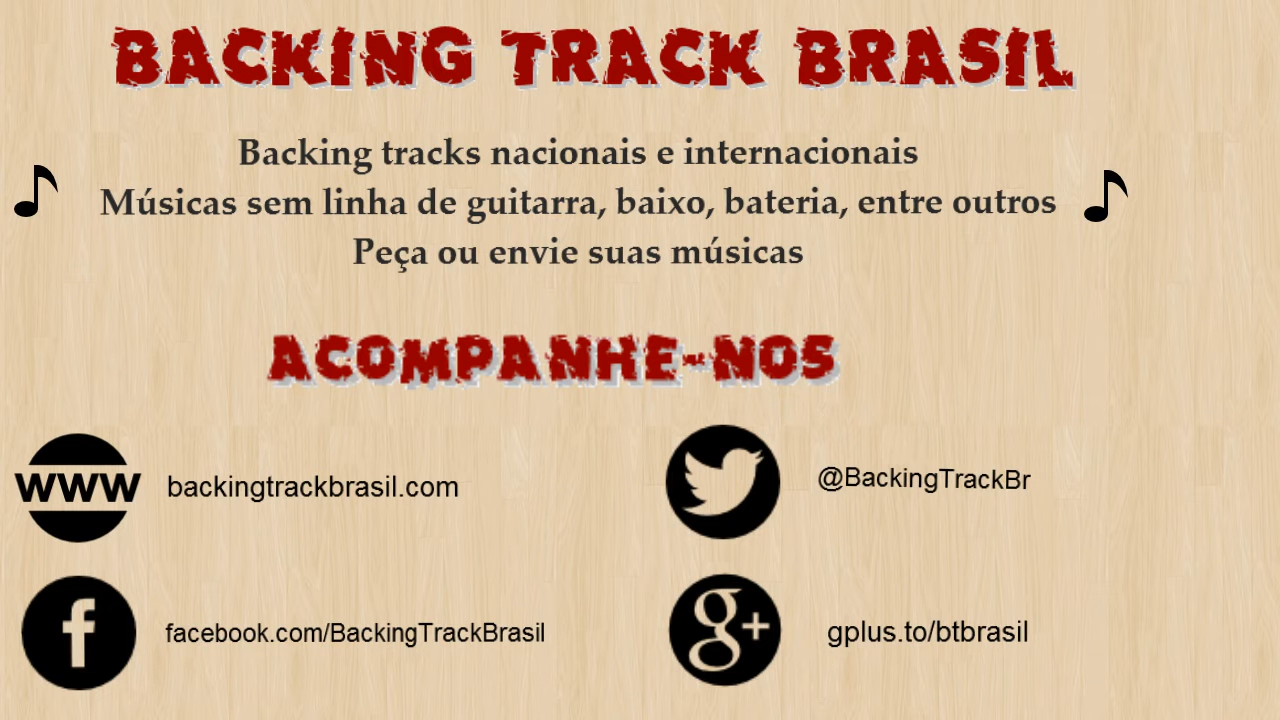 BACKING TRACK BRASIL
Backing tracks nacionais e internacionais
Músicas sem linha de guitarra, baixo, bateria, entre outros
Peça ou envie suas músicas
ACOMPANHE-NOS
www backingtrackbrasil.com
@BackingTrackBr
f facebook.com/BackingTrackBrasil
g+ gplus.to/btbrasil